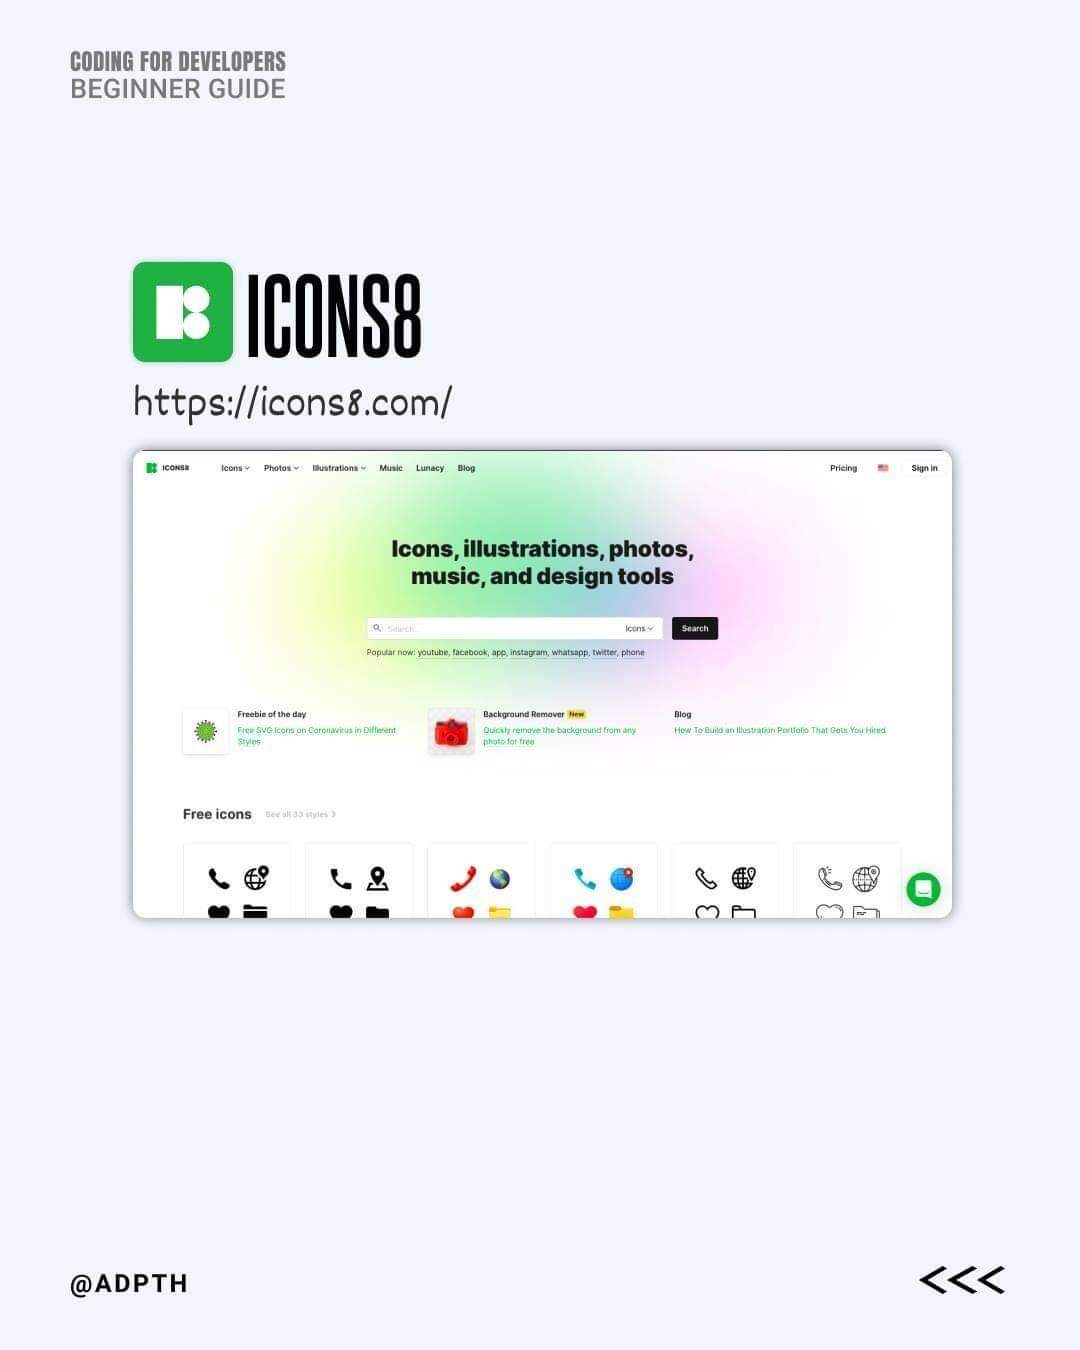 CODING FOR DEVELOPERS
BEGINNER GUIDE
ICONS8
https://icons8.com/
ICONS8 Icons Photos Illustrations Music Lunacy Blog Pricing Sign in
Icons, illustrations, photos,
music, and design tools
Search... Icons Search
Popular now: youtube, facebook, app, instagram, whatsapp, twitter, phone
Freebie of the day
Free SVG Icons on Coronavirus in Different
Styles
Background Remover New
Quickly remove the background from any
photo for free
Blog
How To Build an Illustration Portfolio That Gets You Hired
Free icons See all 33 styles
@ADPTH